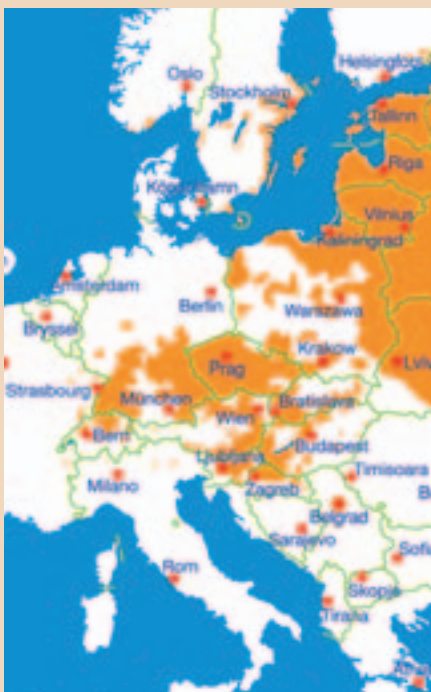 Helsingfors
Oslo
Stockholm
Tallinn
Riga
Köpenhamn
Vilnius
Kaliningrad
Amsterdam
Berlin
Warszawa
Bryssel
Krakow
Prag
Lviv
Strasbourg
München
Wien
Bratislava
Bern
Budapest
Ljubljana
Timisoara
Milano
Zagreb
Belgrad
Sarajevo
Rom
Skopje
Tirana